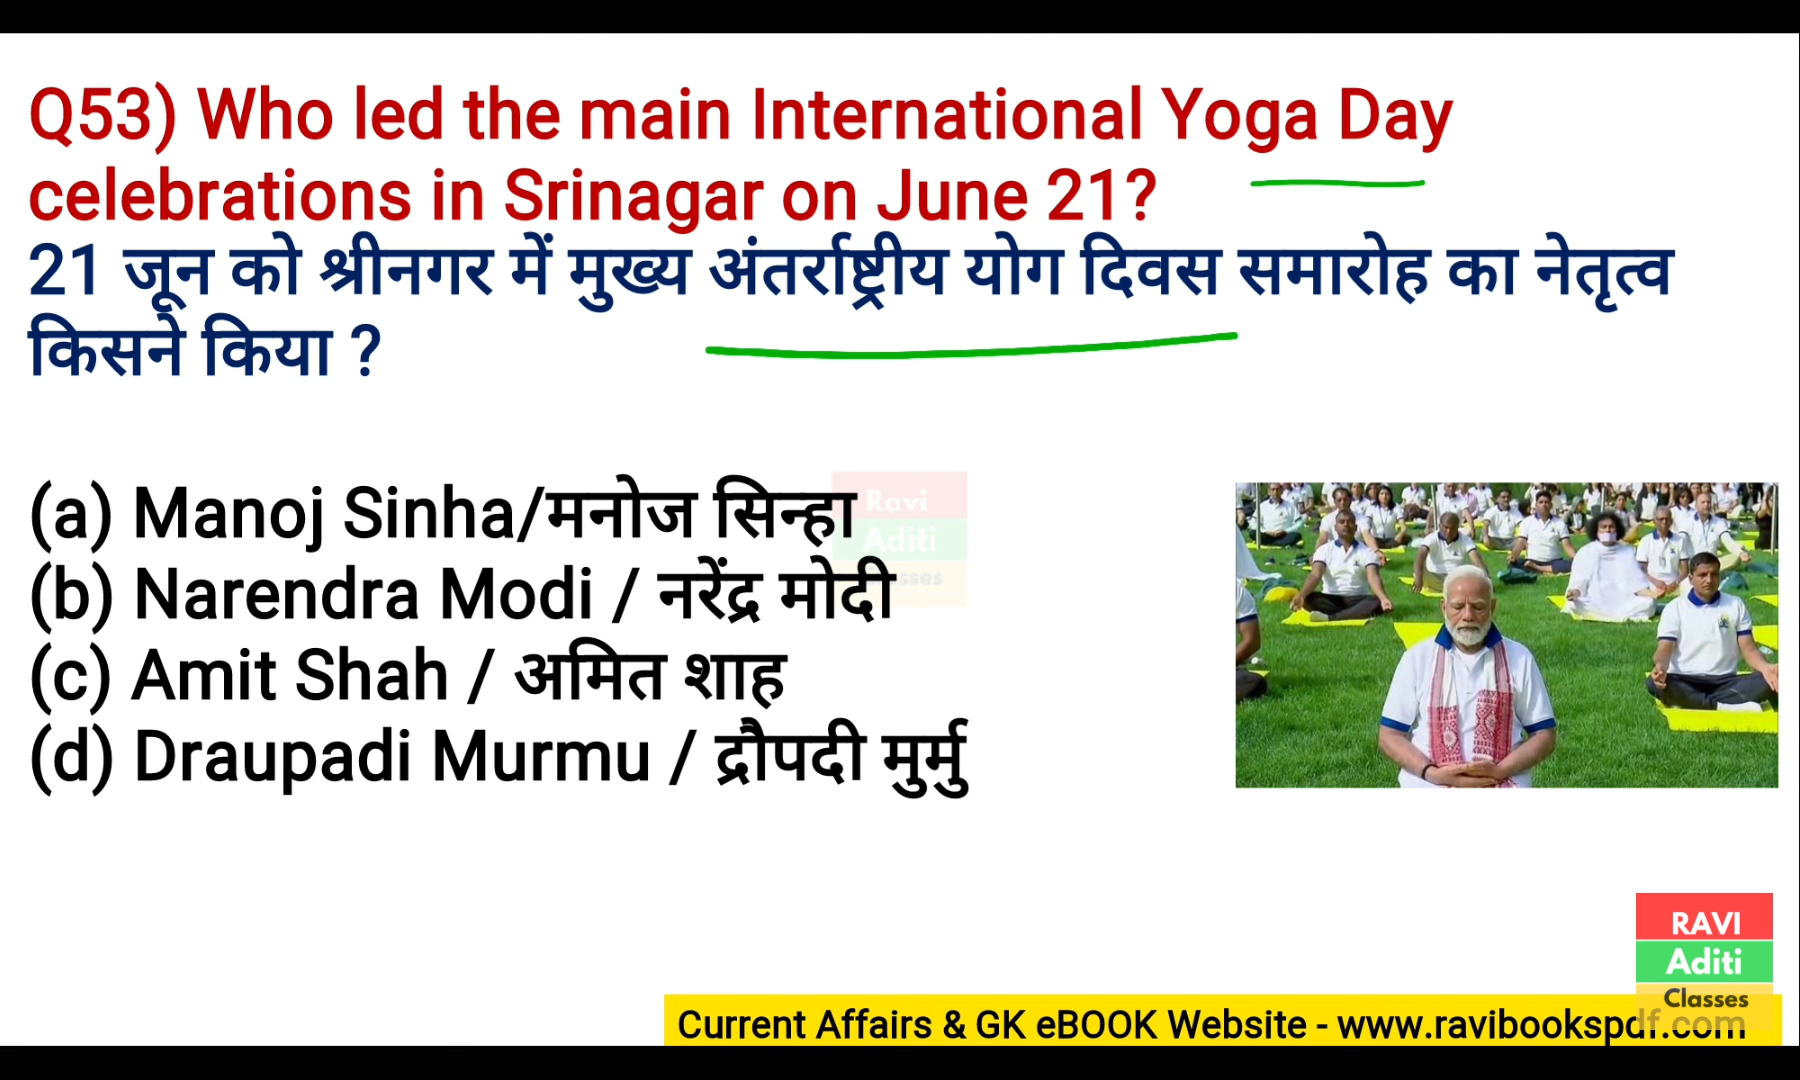 Q53) Who led the main International Yoga Day
celebrations in Srinagar on June 21?
21 जून को श्रीनगर में मुख्य अंतर्राष्ट्रीय योग दिवस समारोह का नेतृत्व
किसने किया ?
(a) Manoj Sinha/मनोज सिन्हा
(b) Narendra Modi / नरेंद्र मोदी
(c) Amit Shah / अमित शाह
(d) Draupadi Murmu / द्रौपदी मुर्मु
Ravi
Aditi
RAVI
Aditi
Classes
Current Affairs & GK eBOOK Website - www.ravibookspdf.com